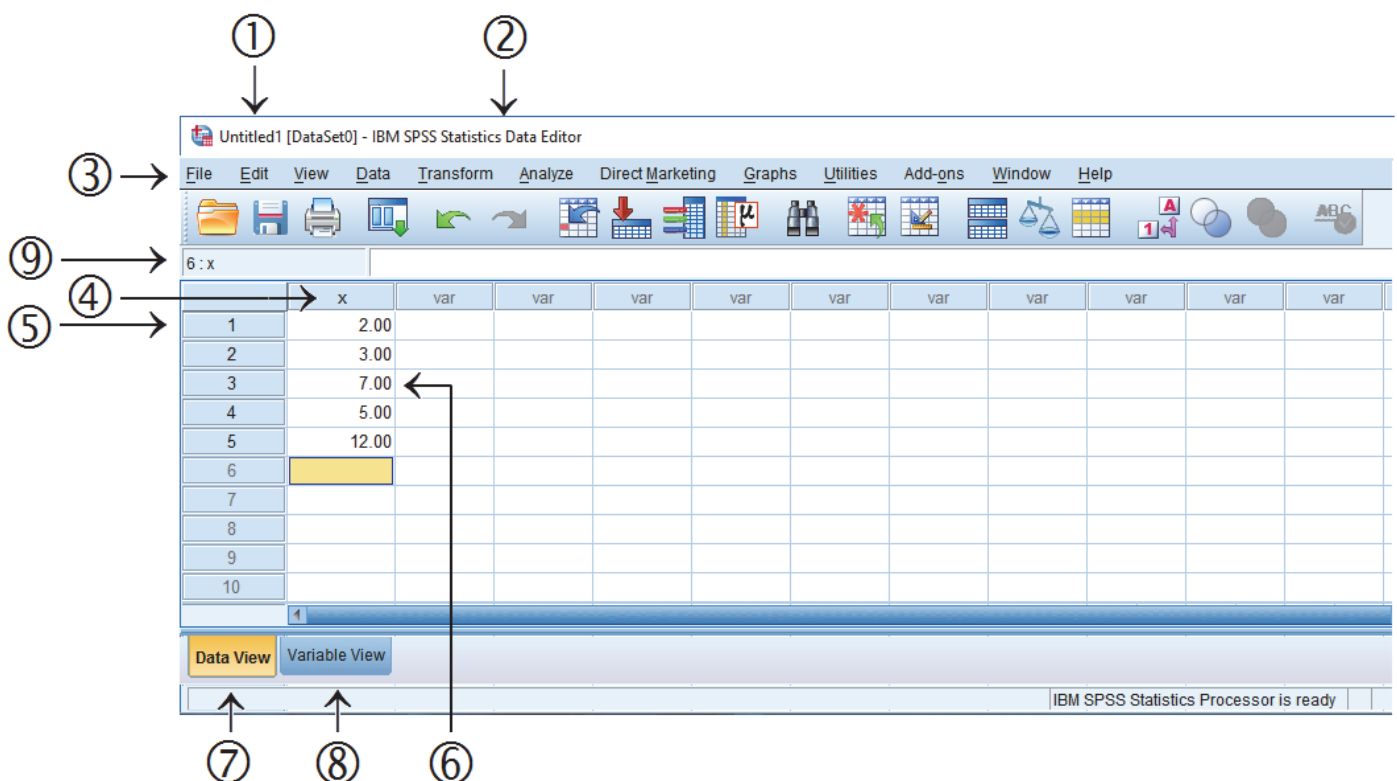 ① ②
Untitled1 [DataSet0] - IBM SPSS Statistics Data Editor
③ File Edit View Data Transform Analyze Direct Marketing Graphs Utilities Add-ons Window Help
μ A 1 ABC
⑨ 6 : x
④ x var var var var var var var var var var
⑤ 1 2.00
2 3.00
3 7.00
4 5.00
5 12.00
6
7
8
9
10
Data View Variable View
IBM SPSS Statistics Processor is ready
⑦ ⑧ ⑥